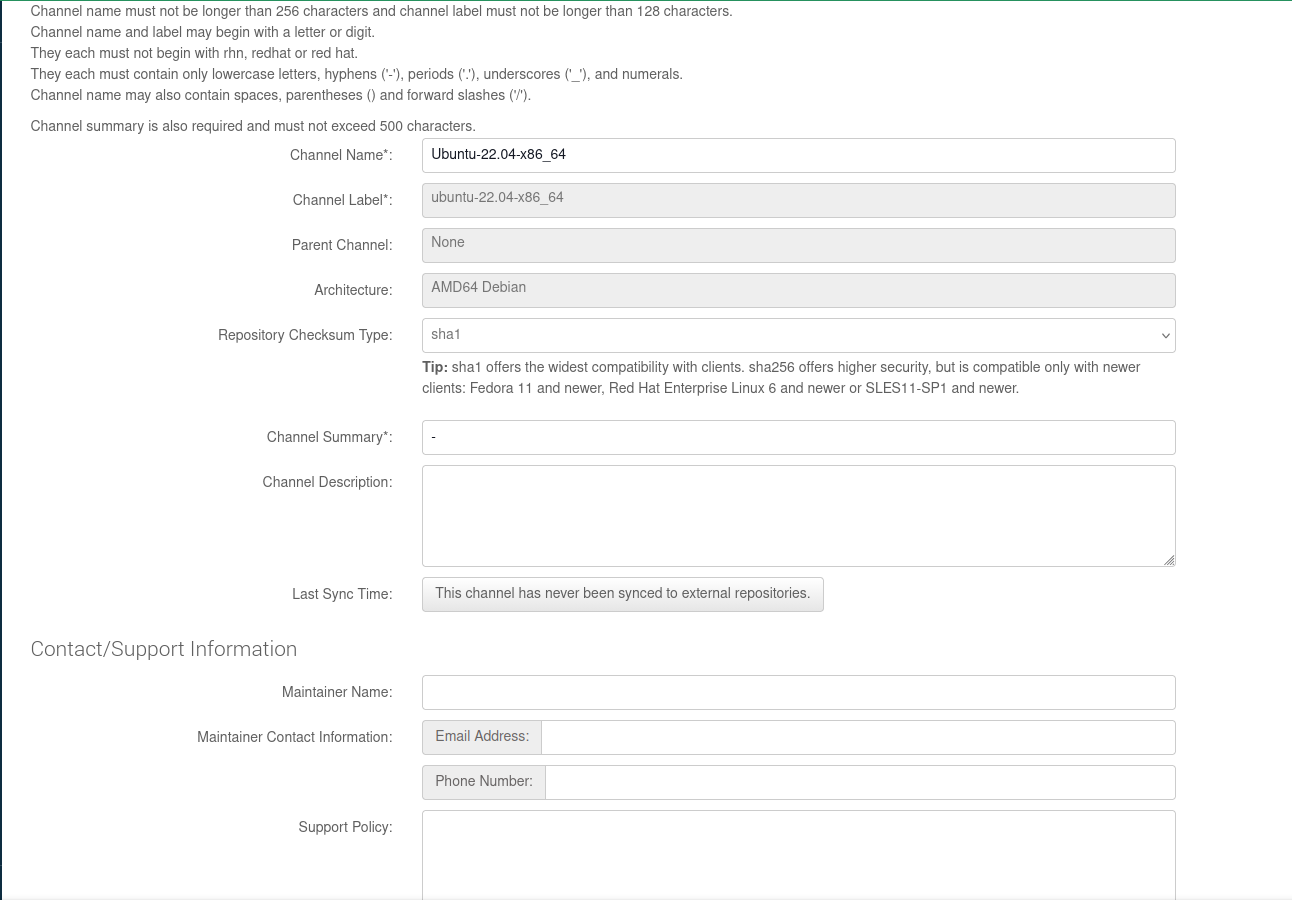 Channel name must not be longer than 256 characters and channel label must not be longer than 128 characters.
Channel name and label may begin with a letter or digit.
They each must not begin with rhn, redhat or red hat.
They each must contain only lowercase letters, hyphens ('-'), periods ('.'), underscores ('_'), and numerals.
Channel name may also contain spaces, parentheses () and forward slashes ('/').
Channel summary is also required and must not exceed 500 characters.
Channel Name*: Ubuntu-22.04-x86_64
Channel Label*: ubuntu-22.04-x86_64
Parent Channel: None
Architecture: AMD64 Debian
Repository Checksum Type: sha1
Tip: sha1 offers the widest compatibility with clients. sha256 offers higher security, but is compatible only with newer
clients: Fedora 11 and newer, Red Hat Enterprise Linux 6 and newer or SLES11-SP1 and newer.
Channel Summary*: -
Channel Description:
Last Sync Time: This channel has never been synced to external repositories.
Contact/Support Information
Maintainer Name:
Maintainer Contact Information: Email Address:
Phone Number:
Support Policy: